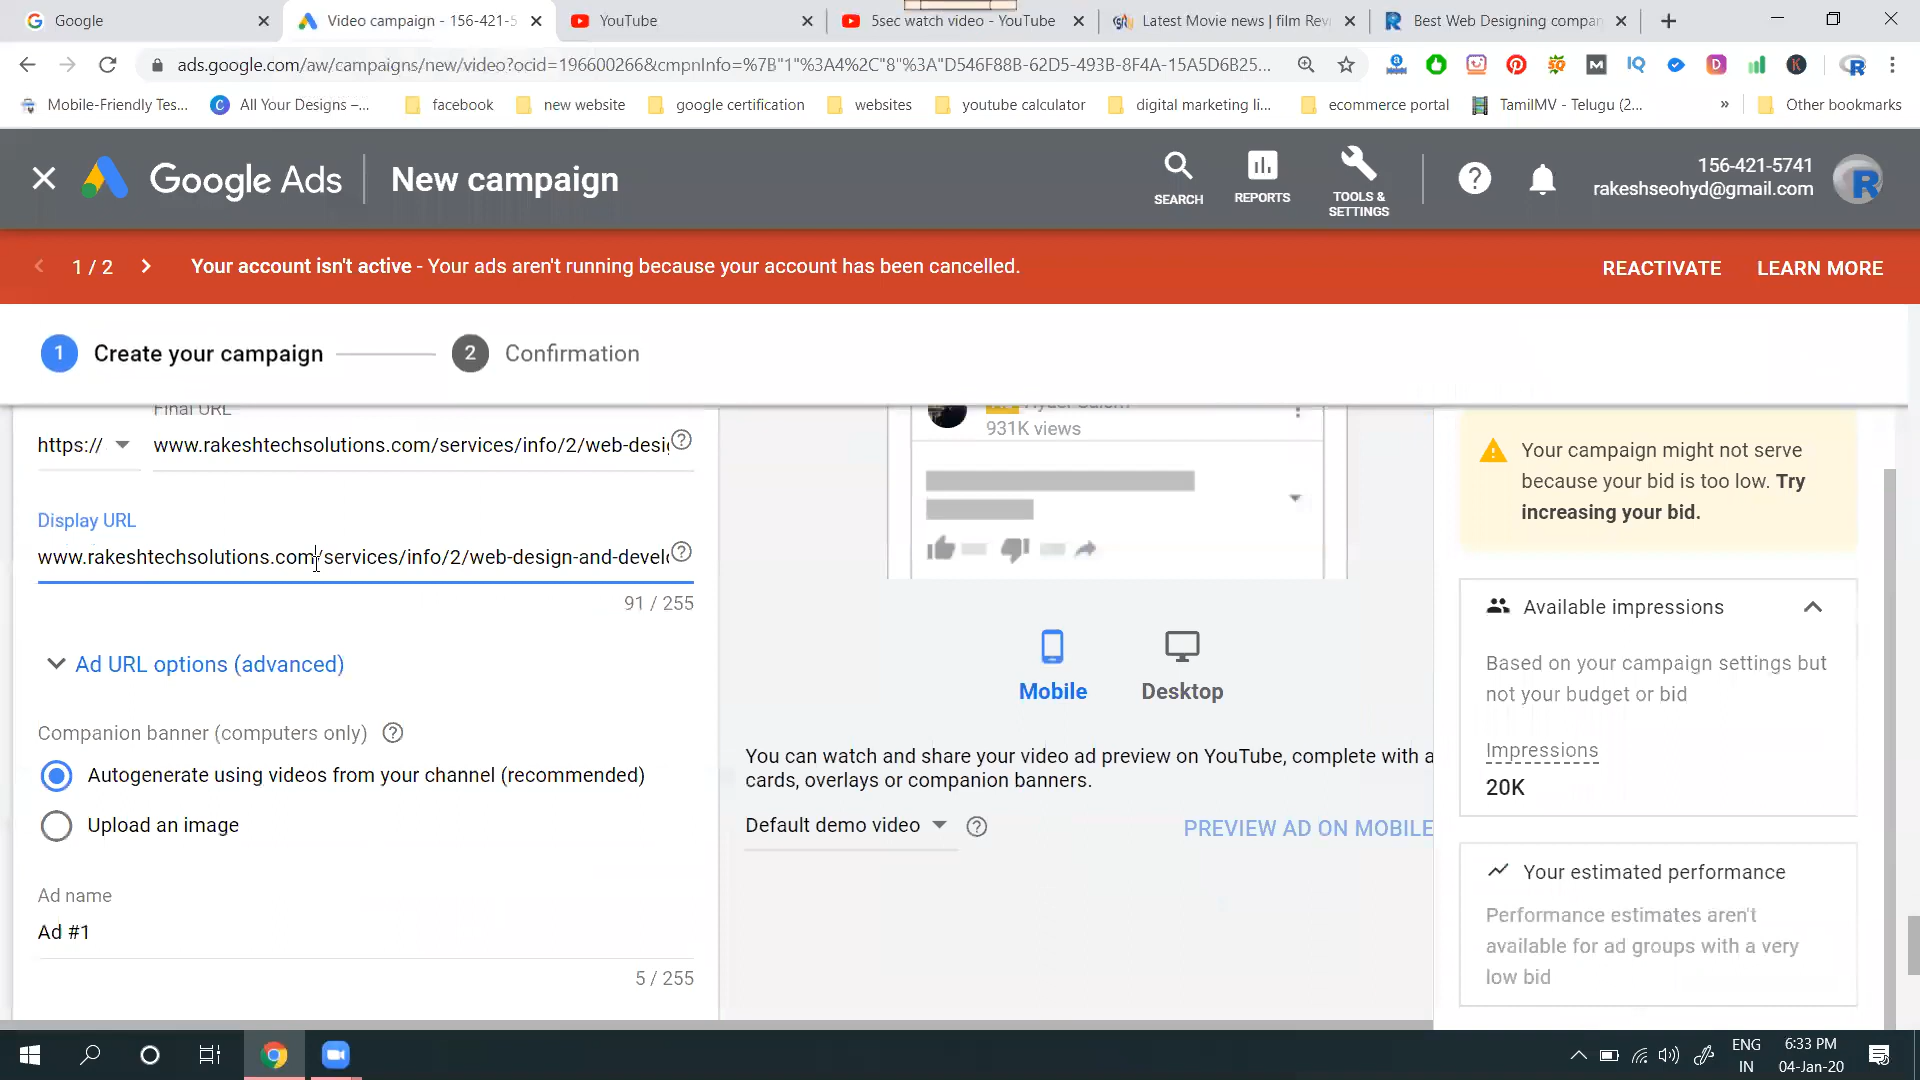 Google
Video campaign - 156-421-5
YouTube
5sec watch video - YouTube
Latest Movie news | film Rev
Best Web Designing compan
ads.google.com/aw/campaigns/new/video?ocid=196600266&cmpnInfo=%7B"1"%3A4%2C"8"%3A"D546F88B-62D5-493B-8F4A-15A5D6B25...
Mobile-Friendly Tes...
All Your Designs –...
facebook
new website
google certification
websites
youtube calculator
digital marketing li...
ecommerce portal
TamilMV - Telugu (2...
»
Other bookmarks
Google Ads
New campaign
SEARCH
REPORTS
TOOLS &
SETTINGS
156-421-5741
rakeshseohyd@gmail.com
1 / 2
Your account isn't active - Your ads aren't running because your account has been cancelled.
REACTIVATE
LEARN MORE
1
Create your campaign
2
Confirmation
Final URL
https://
www.rakeshtechsolutions.com/services/info/2/web-desi
Display URL
www.rakeshtechsolutions.com/services/info/2/web-design-and-develo
91 / 255
Ad URL options (advanced)
Companion banner (computers only)
Autogenerate using videos from your channel (recommended)
Upload an image
Ad name
Ad #1
5 / 255
931K views
Mobile
Desktop
You can watch and share your video ad preview on YouTube, complete with a
cards, overlays or companion banners.
Default demo video
PREVIEW AD ON MOBILE
Your campaign might not serve
because your bid is too low. Try
increasing your bid.
Available impressions
Based on your campaign settings but
not your budget or bid
Impressions
20K
Your estimated performance
Performance estimates aren't
available for ad groups with a very
low bid
ENG
IN
6:33 PM
04-Jan-20